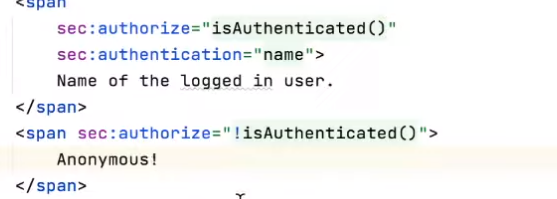 <span
sec:authorize="isAuthenticated()"
sec:authentication="name">
Name of the logged in user.
</span>
<span sec:authorize="!isAuthenticated()">
Anonymous!
</span>